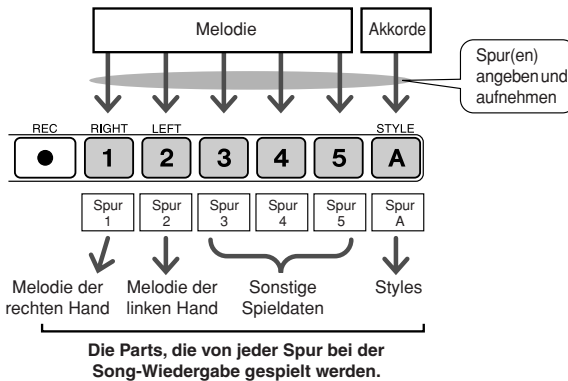 Melodie
Akkorde
Spur(en)
angeben und
aufnehmen
REC
RIGHT
LEFT
STYLE
1
2
3
4
5
A
Spur
1
Spur
2
Spur
3
Spur
4
Spur
5
Spur
A
Melodie der
rechten Hand
Melodie der
linken Hand
Sonstige
Spieldaten
Styles
Die Parts, die von jeder Spur bei der
Song-Wiedergabe gespielt werden.